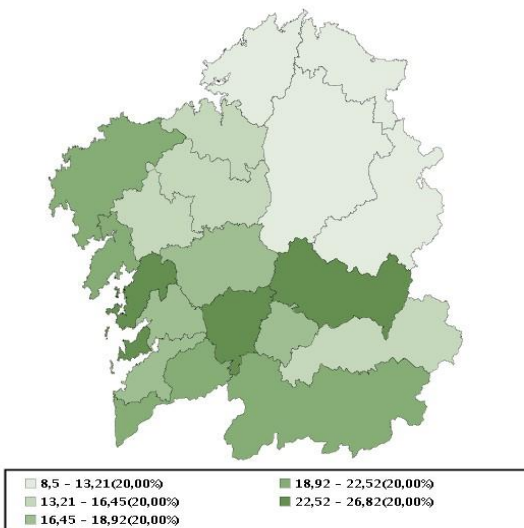 8,5 - 13,21(20,00%)
13,21 - 16,45(20,00%)
16,45 - 18,92(20,00%)
18,92 - 22,52(20,00%)
22,52 - 26,82(20,00%)